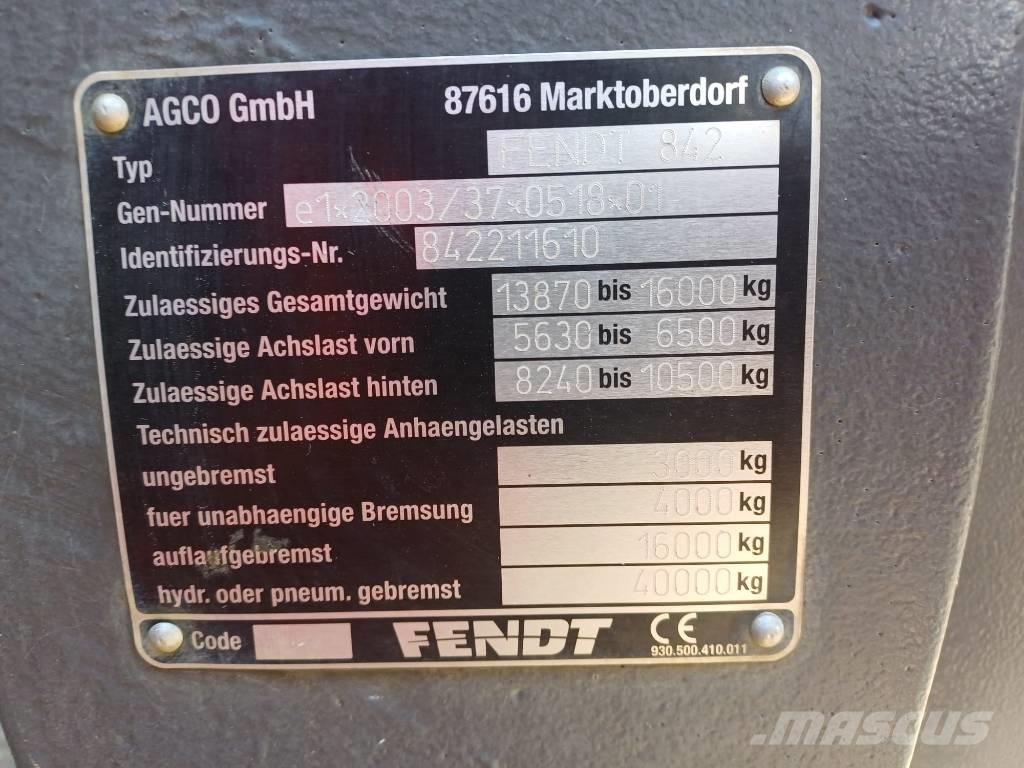 AGCO GmbH 87616 Marktoberdorf
Typ FENDT 842
Gen-Nummer e1*2003/37*0518*01
Identifizierungs-Nr. 842211610
Zulaessiges Gesamtgewicht 13870 bis 16000 kg
Zulaessige Achslast vorn 5630 bis 6500 kg
Zulaessige Achslast hinten 8240 bis 10500 kg
Technisch zulaessige Anhaengelasten
ungebremst 3000 kg
fuer unabhaengige Bremsung 4000 kg
auflaufgebremst 16000 kg
hydr. oder pneum. gebremst 40000 kg
Code FENDT CE
930.500.410.011
MASCUS